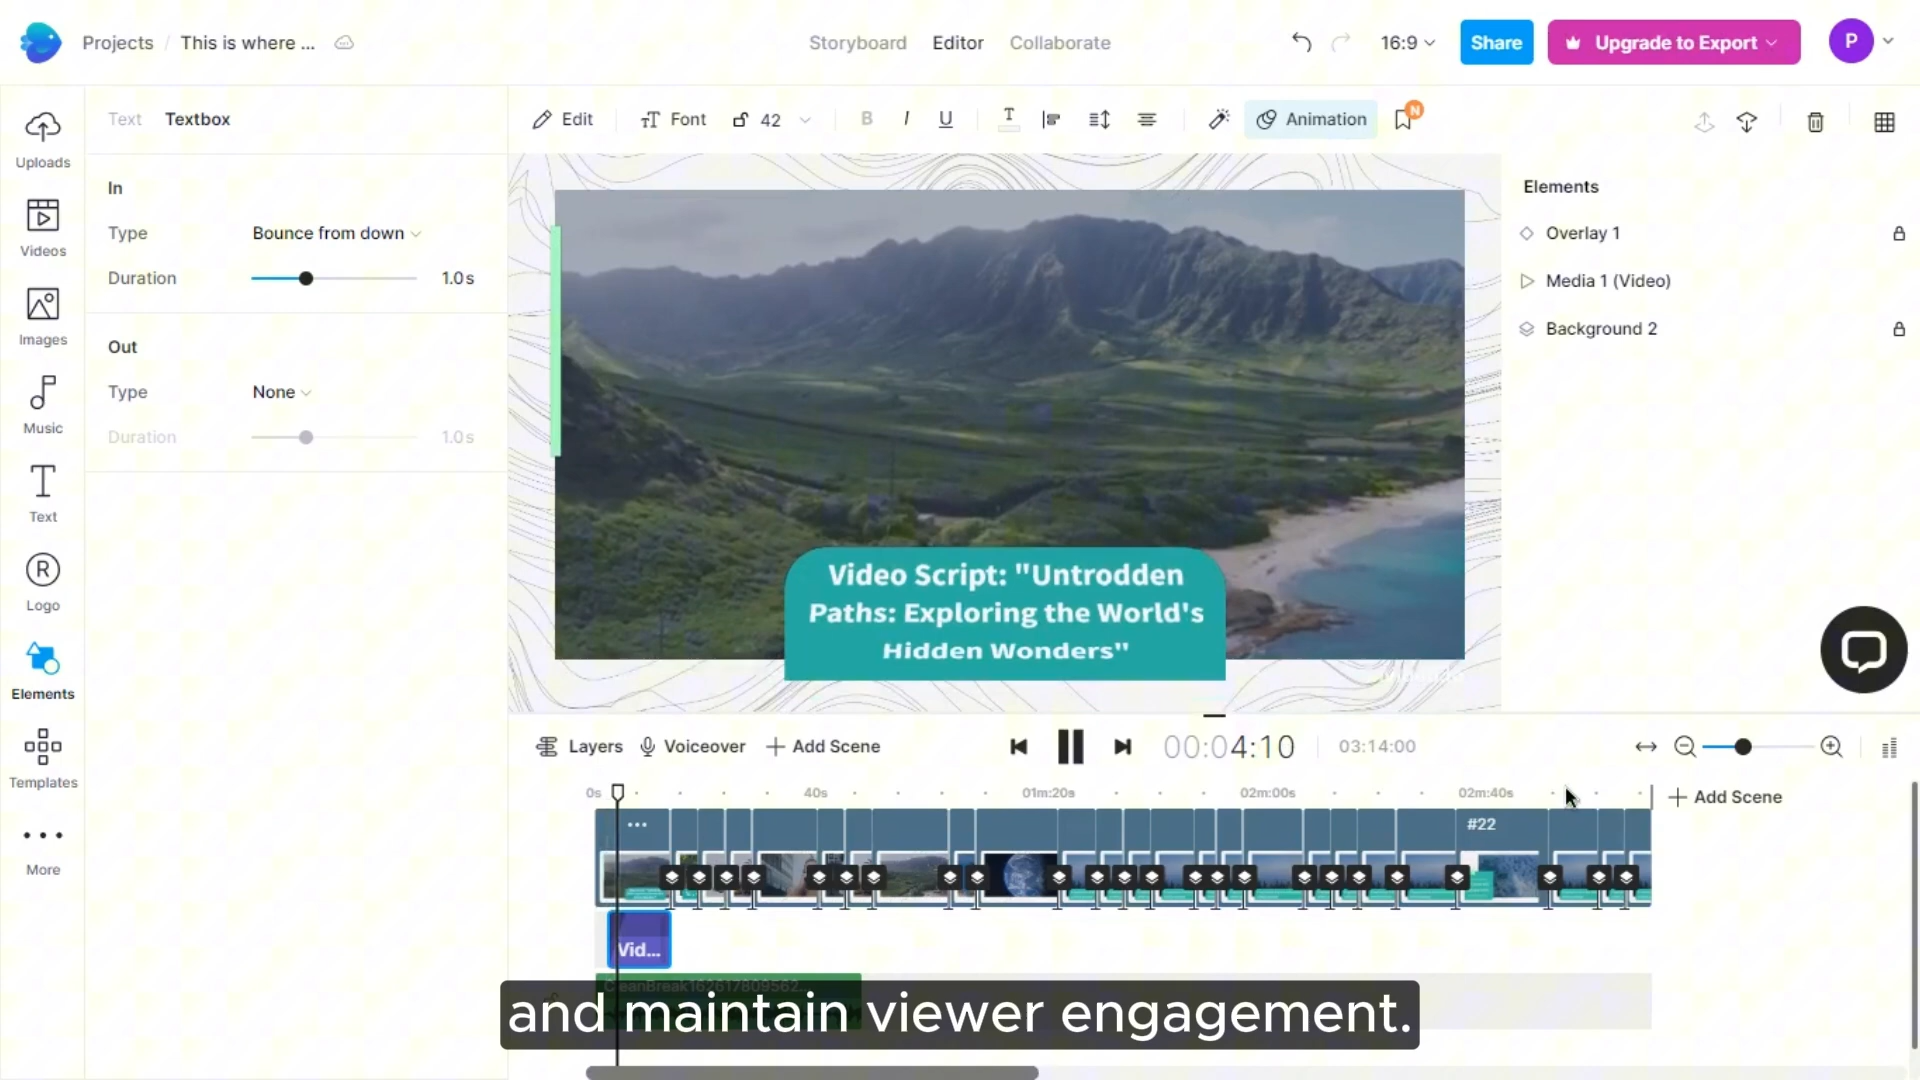 Projects / This is where ...
Storyboard
Editor
Collaborate
16:9
Share
Upgrade to Export
P
Uploads
Videos
Images
Music
Text
R
Logo
Elements
Templates
More
Text
Textbox
In
Type
Bounce from down
Duration
1.0s
Out
Type
None
Duration
1.0s
Edit
Font
42
B
I
U
T
Animation
N
Video Script: "Untrodden
Paths: Exploring the World's
Hidden Wonders"
Elements
Overlay 1
Media 1 (Video)
Background 2
Layers
Voiceover
Add Scene
00:04:10
03:14:00
0s
40s
01m:20s
02m:00s
02m:40s
Add Scene
#22
Vid...
CleanBreak162617809562...
and maintain viewer engagement.